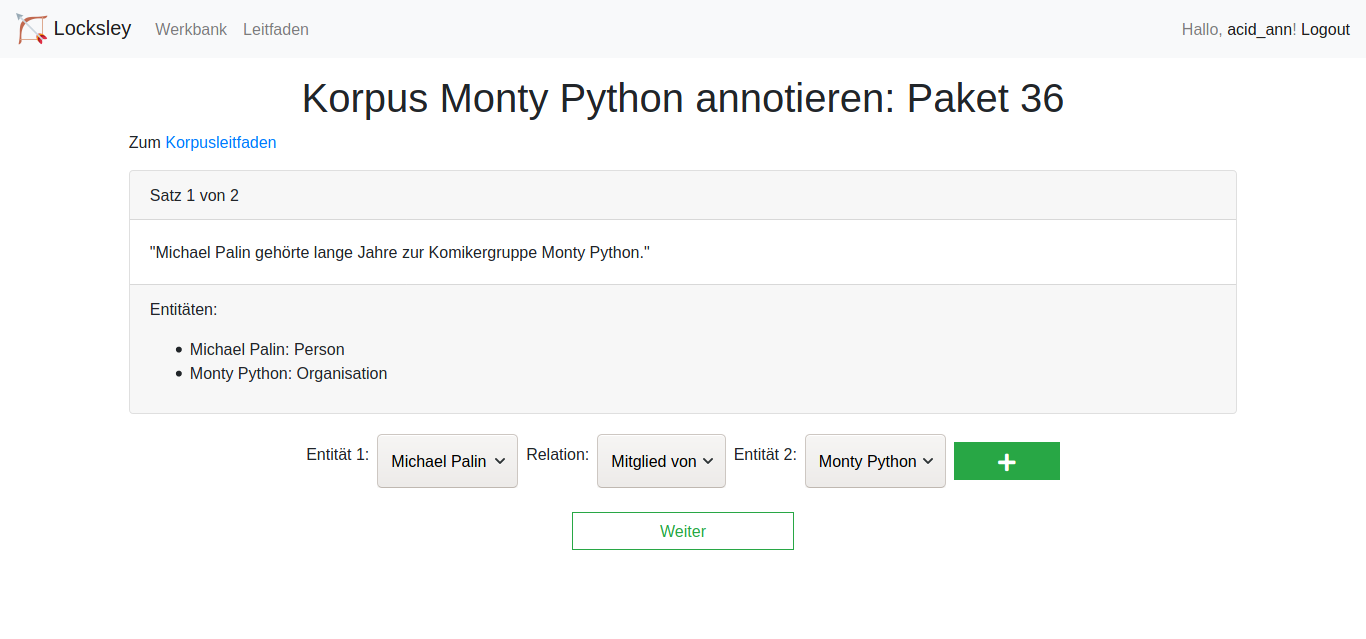 Locksley Werkbank Leitfaden Hallo, acid_ann! Logout
Korpus Monty Python annotieren: Paket 36
Zum Korpusleitfaden
Satz 1 von 2
"Michael Palin gehörte lange Jahre zur Komikergruppe Monty Python."
Entitäten:
• Michael Palin: Person
• Monty Python: Organisation
Entität 1: Michael Palin Relation: Mitglied von Entität 2: Monty Python +
Weiter